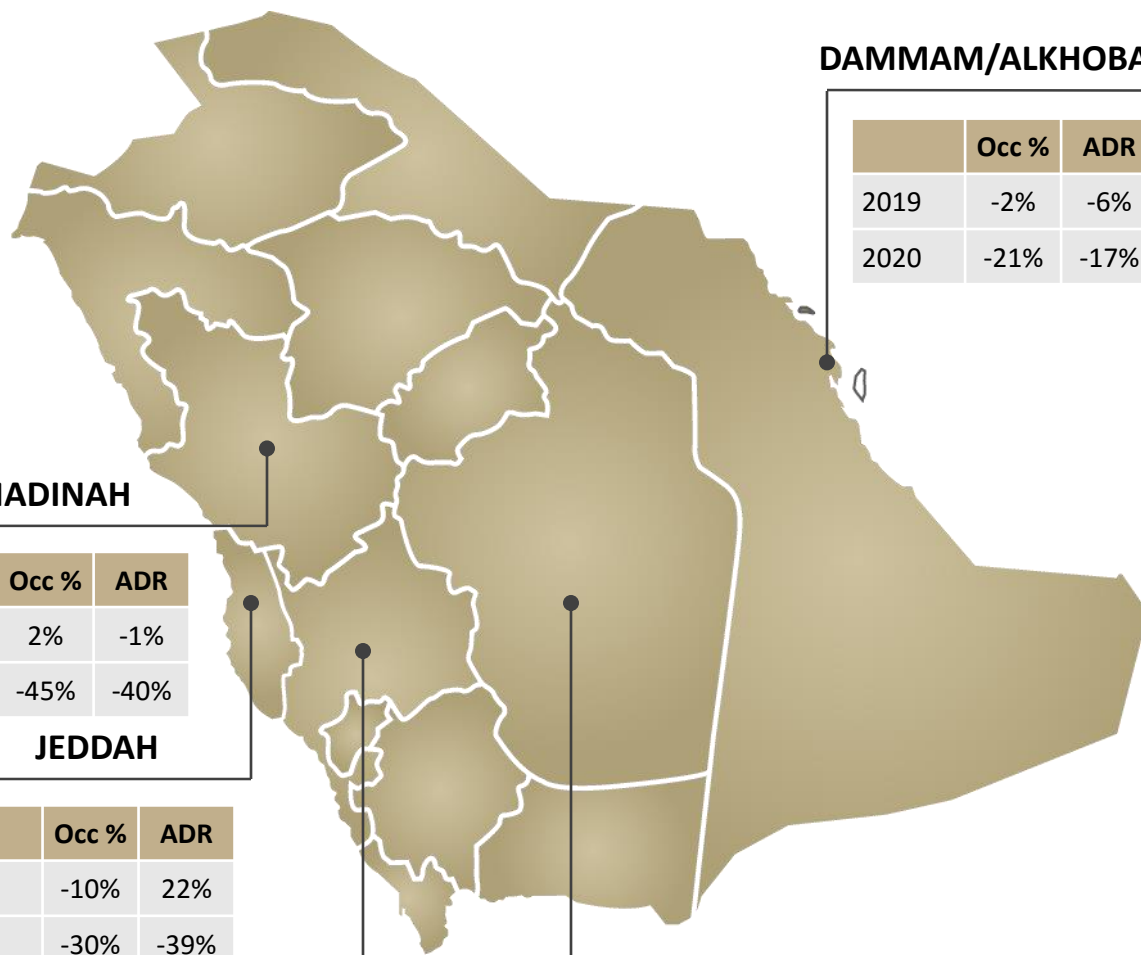 DAMMAM/ALKHOBA
Occ % ADR
2019 -2% -6%
2020 -21% -17%
ADINAH
Occ % ADR
2% -1%
-45% -40%
JEDDAH
Occ % ADR
-10% 22%
-30% -39%